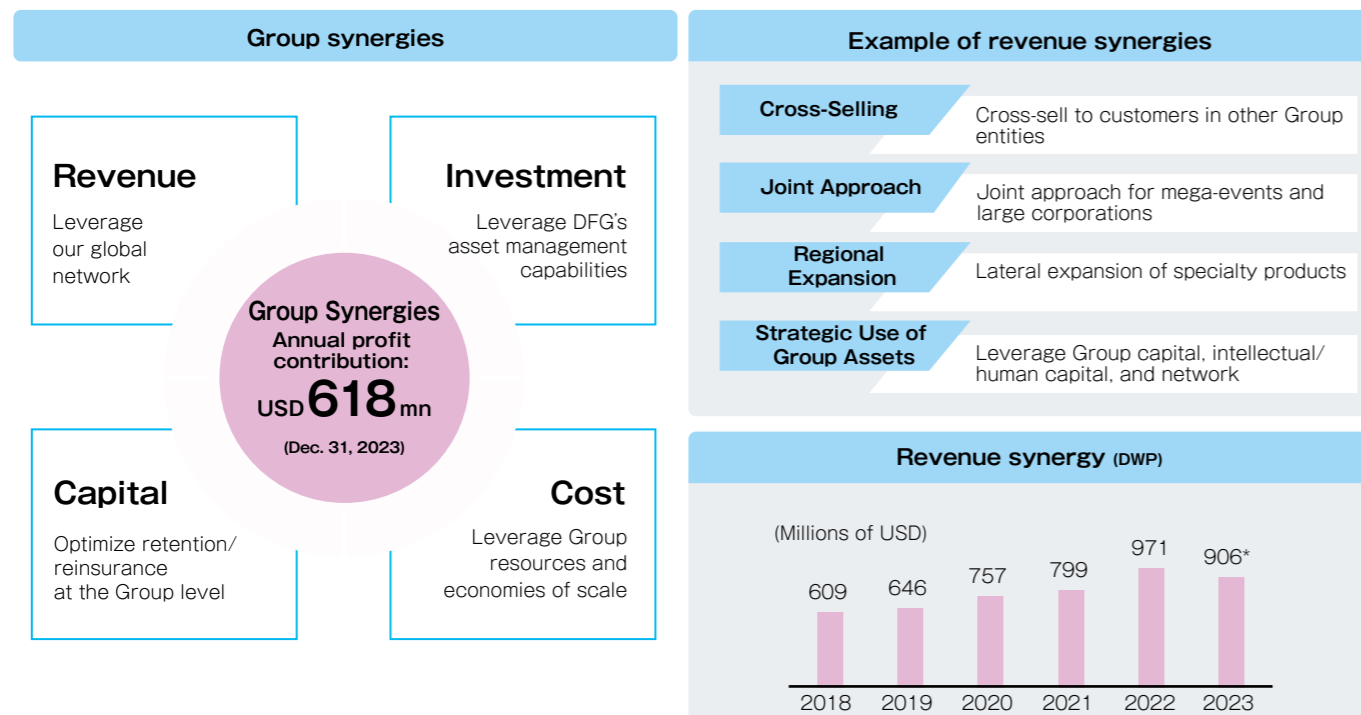 Group synergies
Revenue
Leverage
our global
network
Investment
Leverage DFG's
asset management
capabilities
Group Synergies
Annual profit
contribution:
USD 618 mn
(Dec. 31, 2023)
Capital
Optimize retention/
reinsurance
at the Group level
Cost
Leverage Group
resources and
economies of scale
Example of revenue synergies
Cross-Selling
Cross-sell to customers in other Group
entities
Joint Approach
Joint approach for mega-events and
large corporations
Regional
Expansion
Lateral expansion of specialty products
Strategic Use of
Group Assets
Leverage Group capital, intellectual/
human capital, and network
Revenue synergy (DWP)
(Millions of USD)
609 646 757 799 971 906*
2018 2019 2020 2021 2022 2023